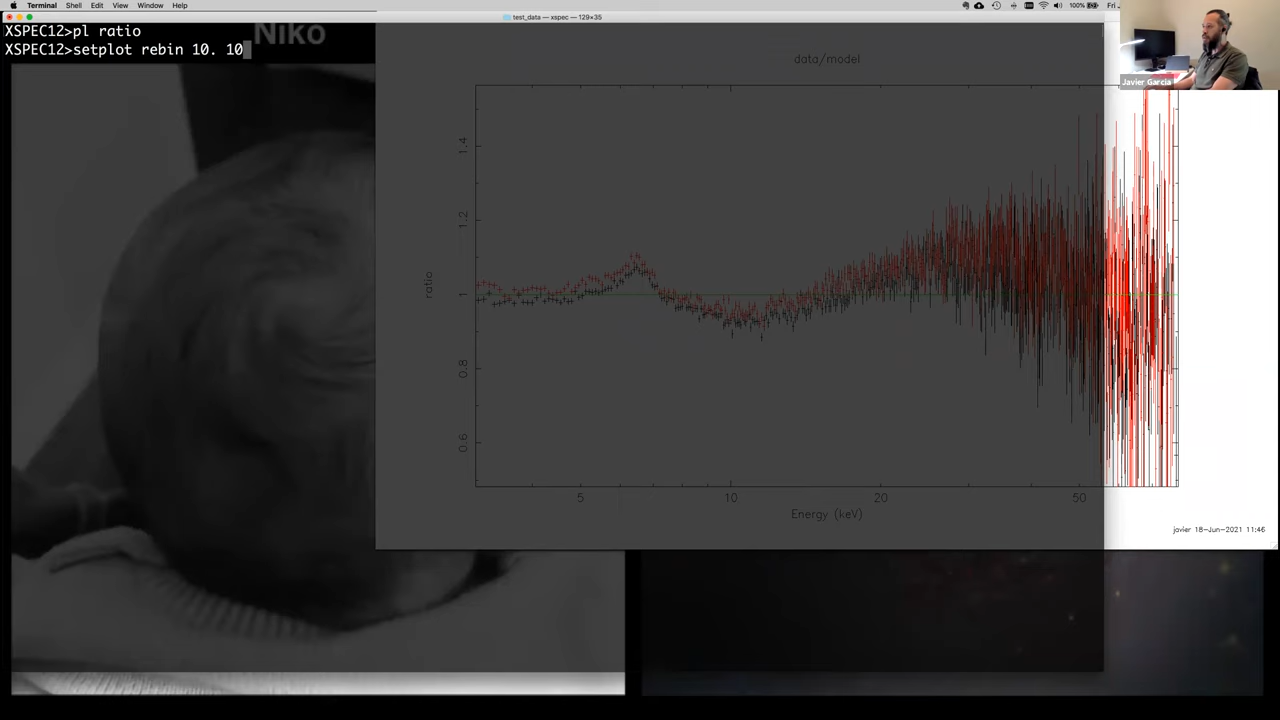 Terminal Shell Edit View Window Help
100% Fri
test_data — xspec — 129×35
XSPEC12>pl ratio
XSPEC12>setplot rebin 10. 10
Niko
Javier Garcia
data/model
ratio
1.4
1.2
1
0.8
0.6
5 10 20 50
Energy (keV)
javier 18-Jun-2021 11:46